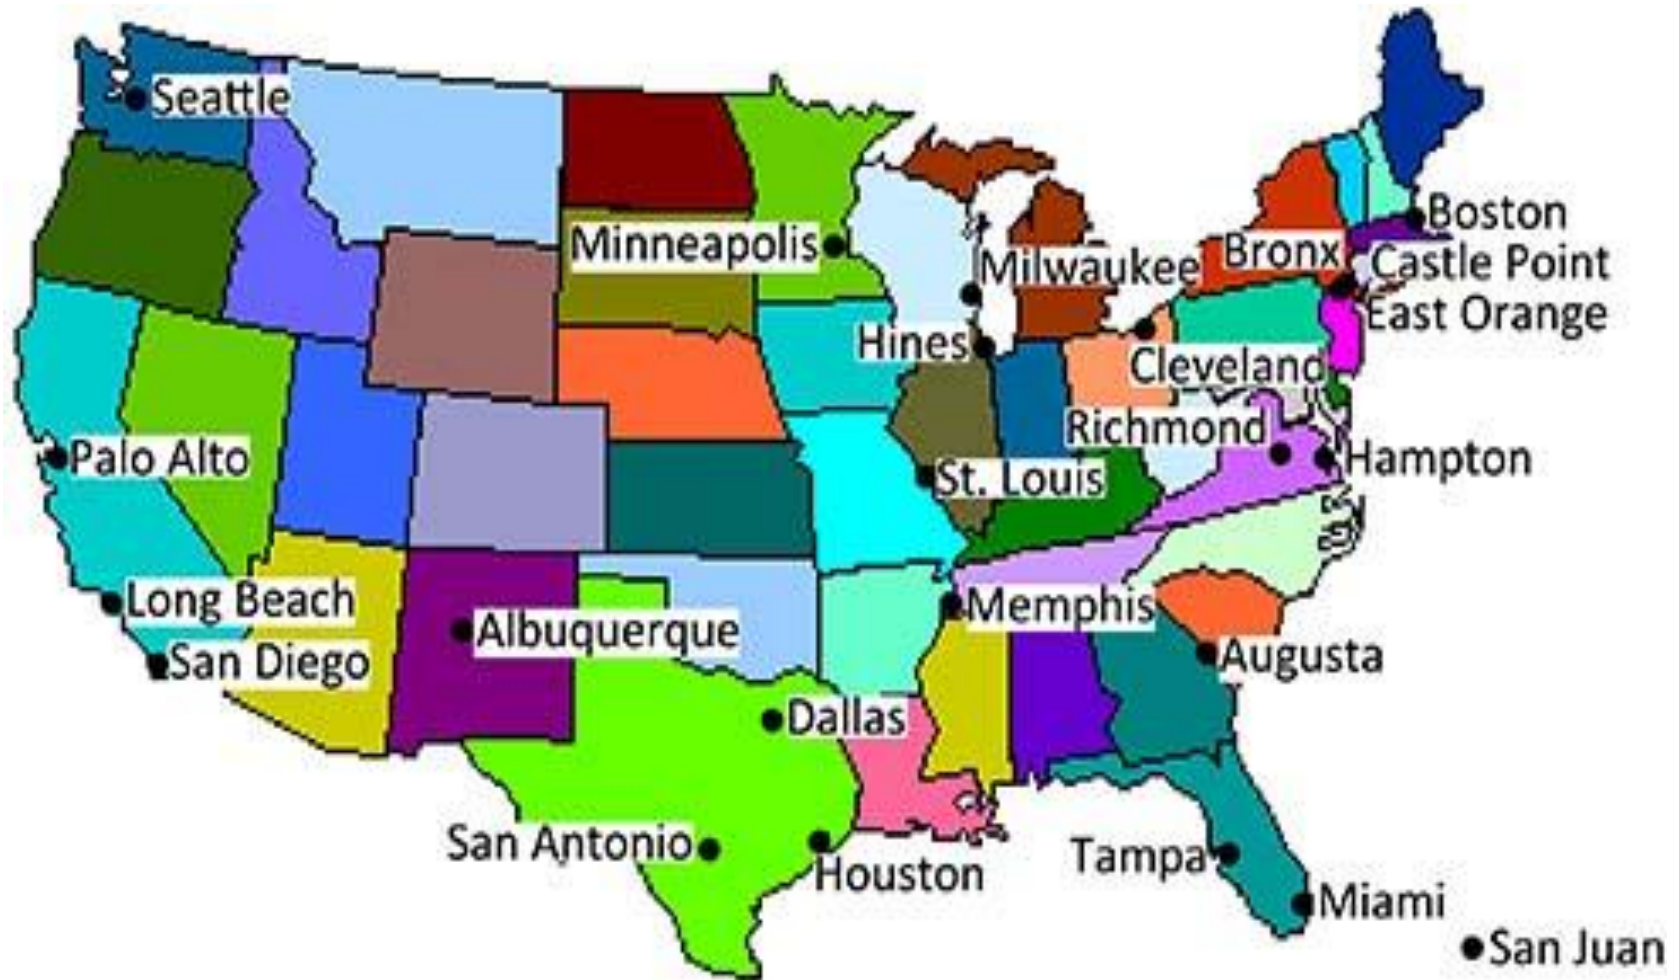 Seattle
Boston
Minneapolis
Bronx
Castle Point
Milwaukee
East Orange
Hines
Cleveland
Richmond
Palo Alto
Hampton
St. Louis
Long Beach
Memphis
Albuquerque
San Diego
Augusta
Dallas
San Antonio
Tampa
Houston
Miami
San Juan